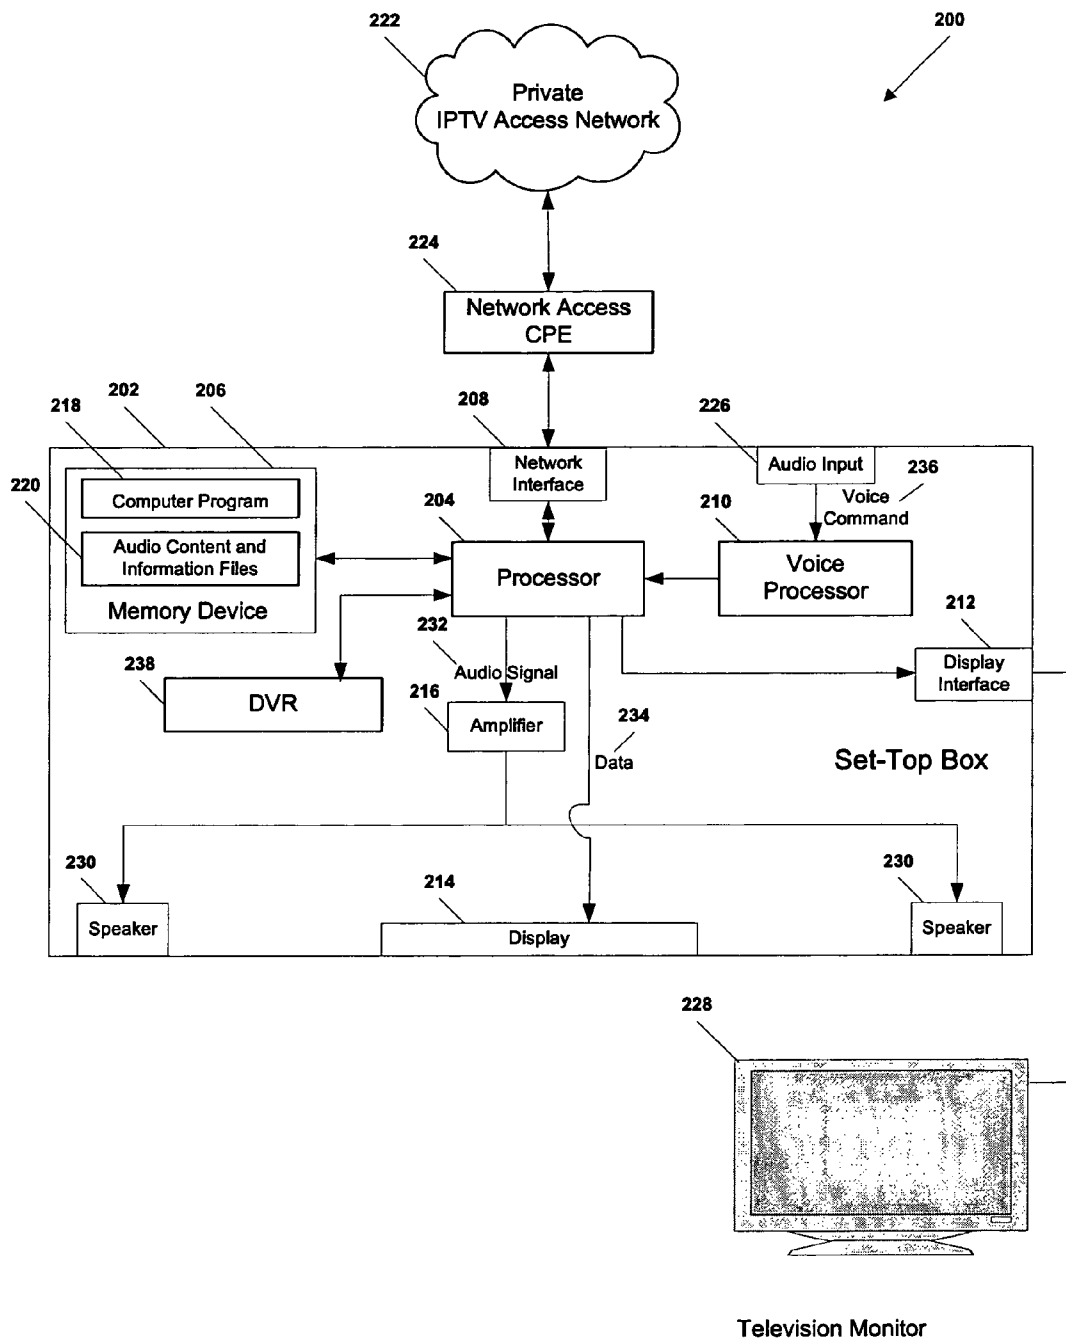 222
200
Private
IPTV Access Network
224
Network Access
CPE
202
206
218
208
226
Network
Interface
Audio Input
236
220
Computer Program
204
210
Voice
Command
Audio Content and
Information Files
Processor
Voice
Processor
Memory Device
232
212
238
Audio Signal
Display
Interface
216
DVR
Amplifier
234
Data
Set-Top Box
230
230
214
Speaker
Display
Speaker
228
Television Monitor